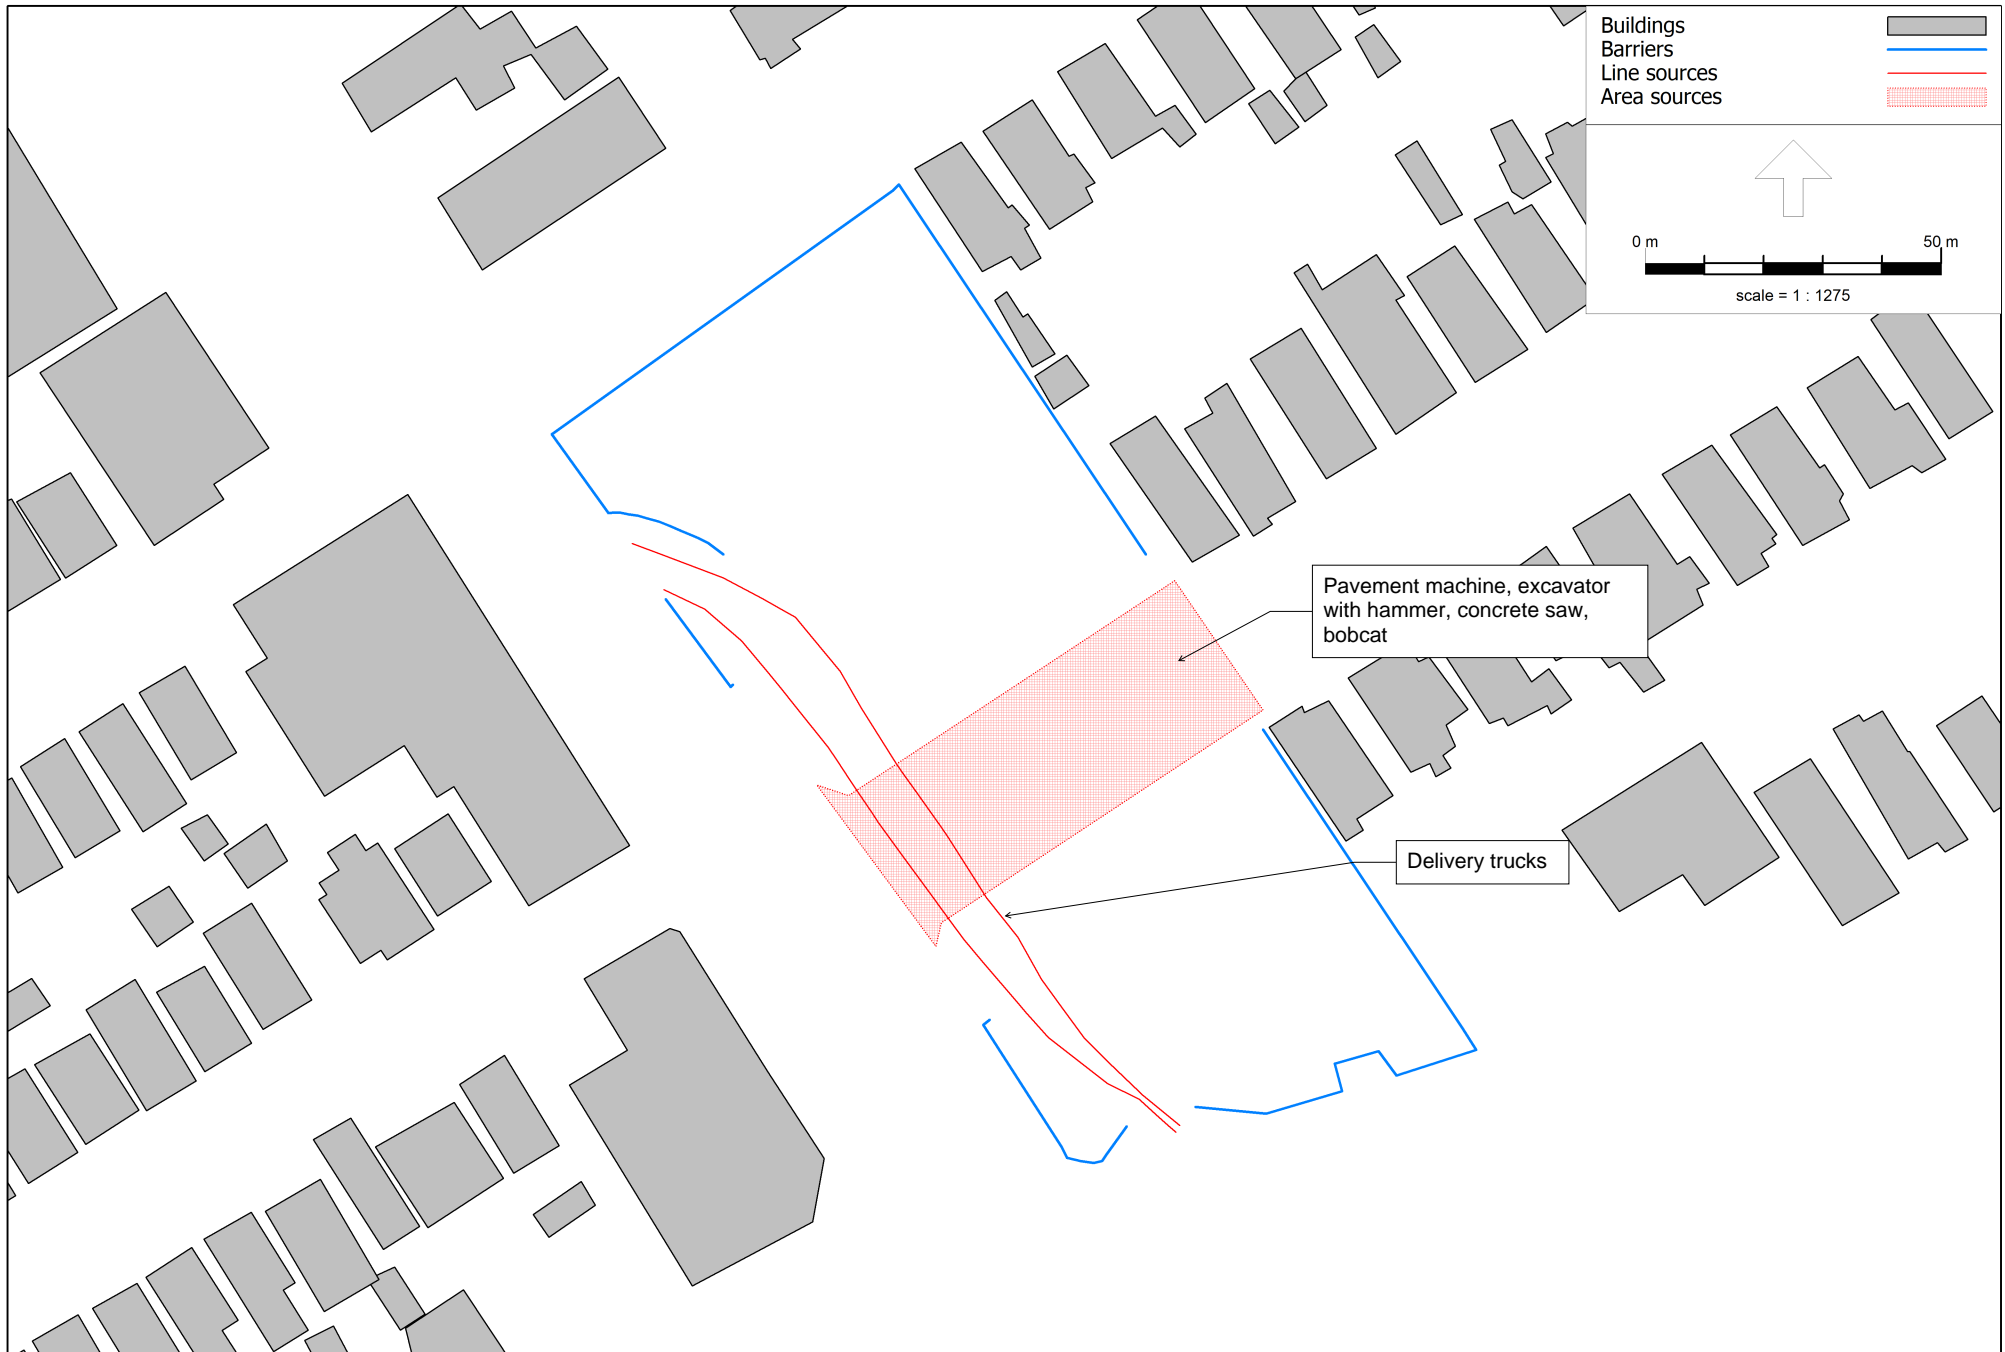 Buildings
Barriers
Line sources
Area sources
0 m
50 m
scale = 1 : 1275
Pavement machine, excavator
with hammer, concrete saw,
bobcat
Delivery trucks